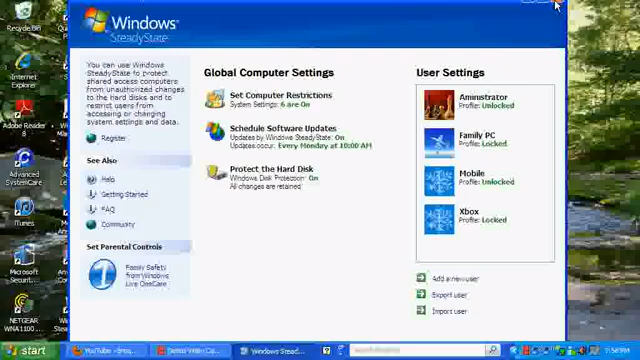 Recycle Bin
Internet
Explorer
Adobe Reader
8
Advanced
SystemCare
iTunes
Microsoft
Securit...
NETGEAR
WNA1100
Windows
SteadyState
You can use Windows
SteadyState to protect
shared access computers
from unauthorized changes
to the hard disks and to
restrict users from
accessing or changing
system settings and data.
Register
See Also
Help
Getting Started
FAQ
Community
Set Parental Controls
Family Safety
from Windows
Live OneCare
Global Computer Settings
Set Computer Restrictions
System Settings: 6 are On
Schedule Software Updates
Updates by Windows SteadyState: On
Updates occur: Every Monday at 10:00 AM
Protect the Hard Disk
Windows Disk Protection: On
All changes are retained
User Settings
Aministrator
Profile: Unlocked
Family PC
Profile: Locked
Mobile
Profile: Unlocked
Xbox
Profile: Locked
Add a new user
Export user
Import user
start
Windows Stead...